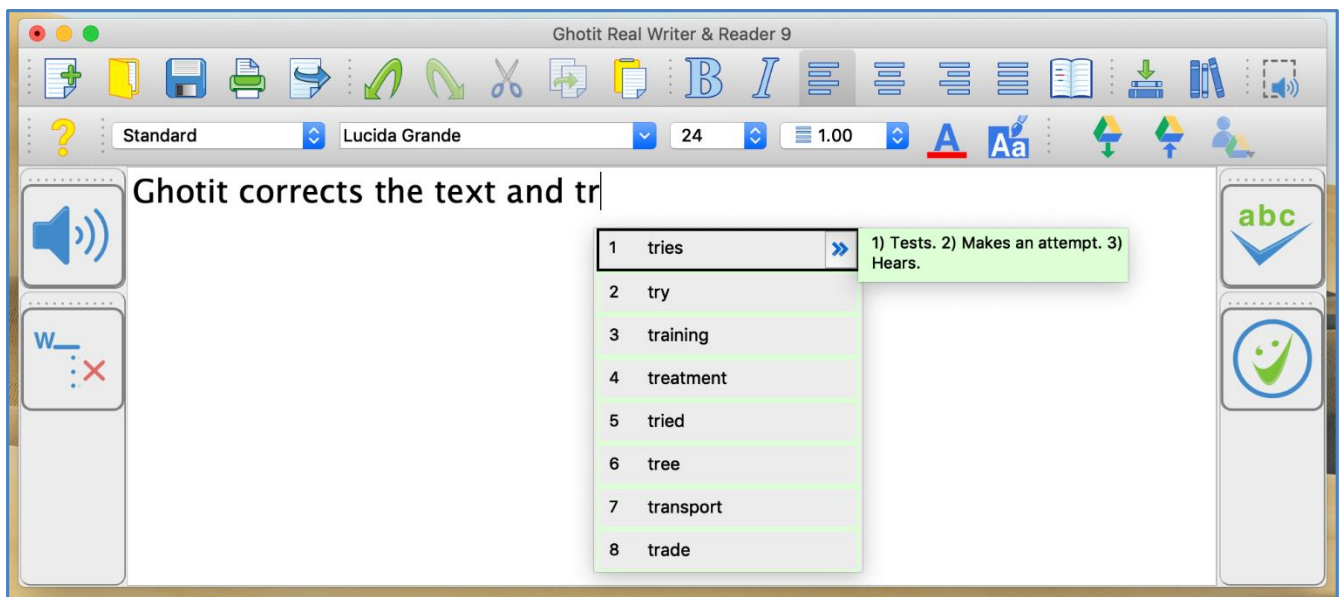 Ghotit Real Writer & Reader 9
B I
? Standard Lucida Grande 24 1.00 A Aa
Ghotit corrects the text and tr
abc
W
1 tries » 1) Tests. 2) Makes an attempt. 3)
Hears.
2 try
3 training
4 treatment
5 tried
6 tree
7 transport
8 trade